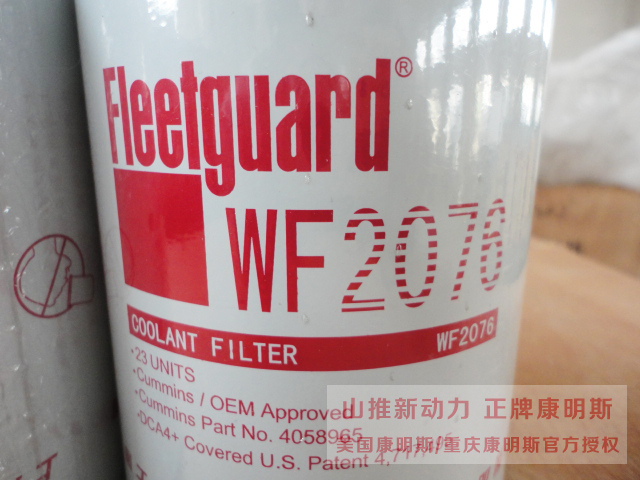 Fleetguard®
WF2076
COOLANT FILTER WF2076
·23 UNITS
·Cummins / OEM Approved
·Cummins Part No. 4058965
·DCA4+ Covered U.S. Patent
山推新动力 正牌康明斯
美国康明斯/重庆康明斯官方授权